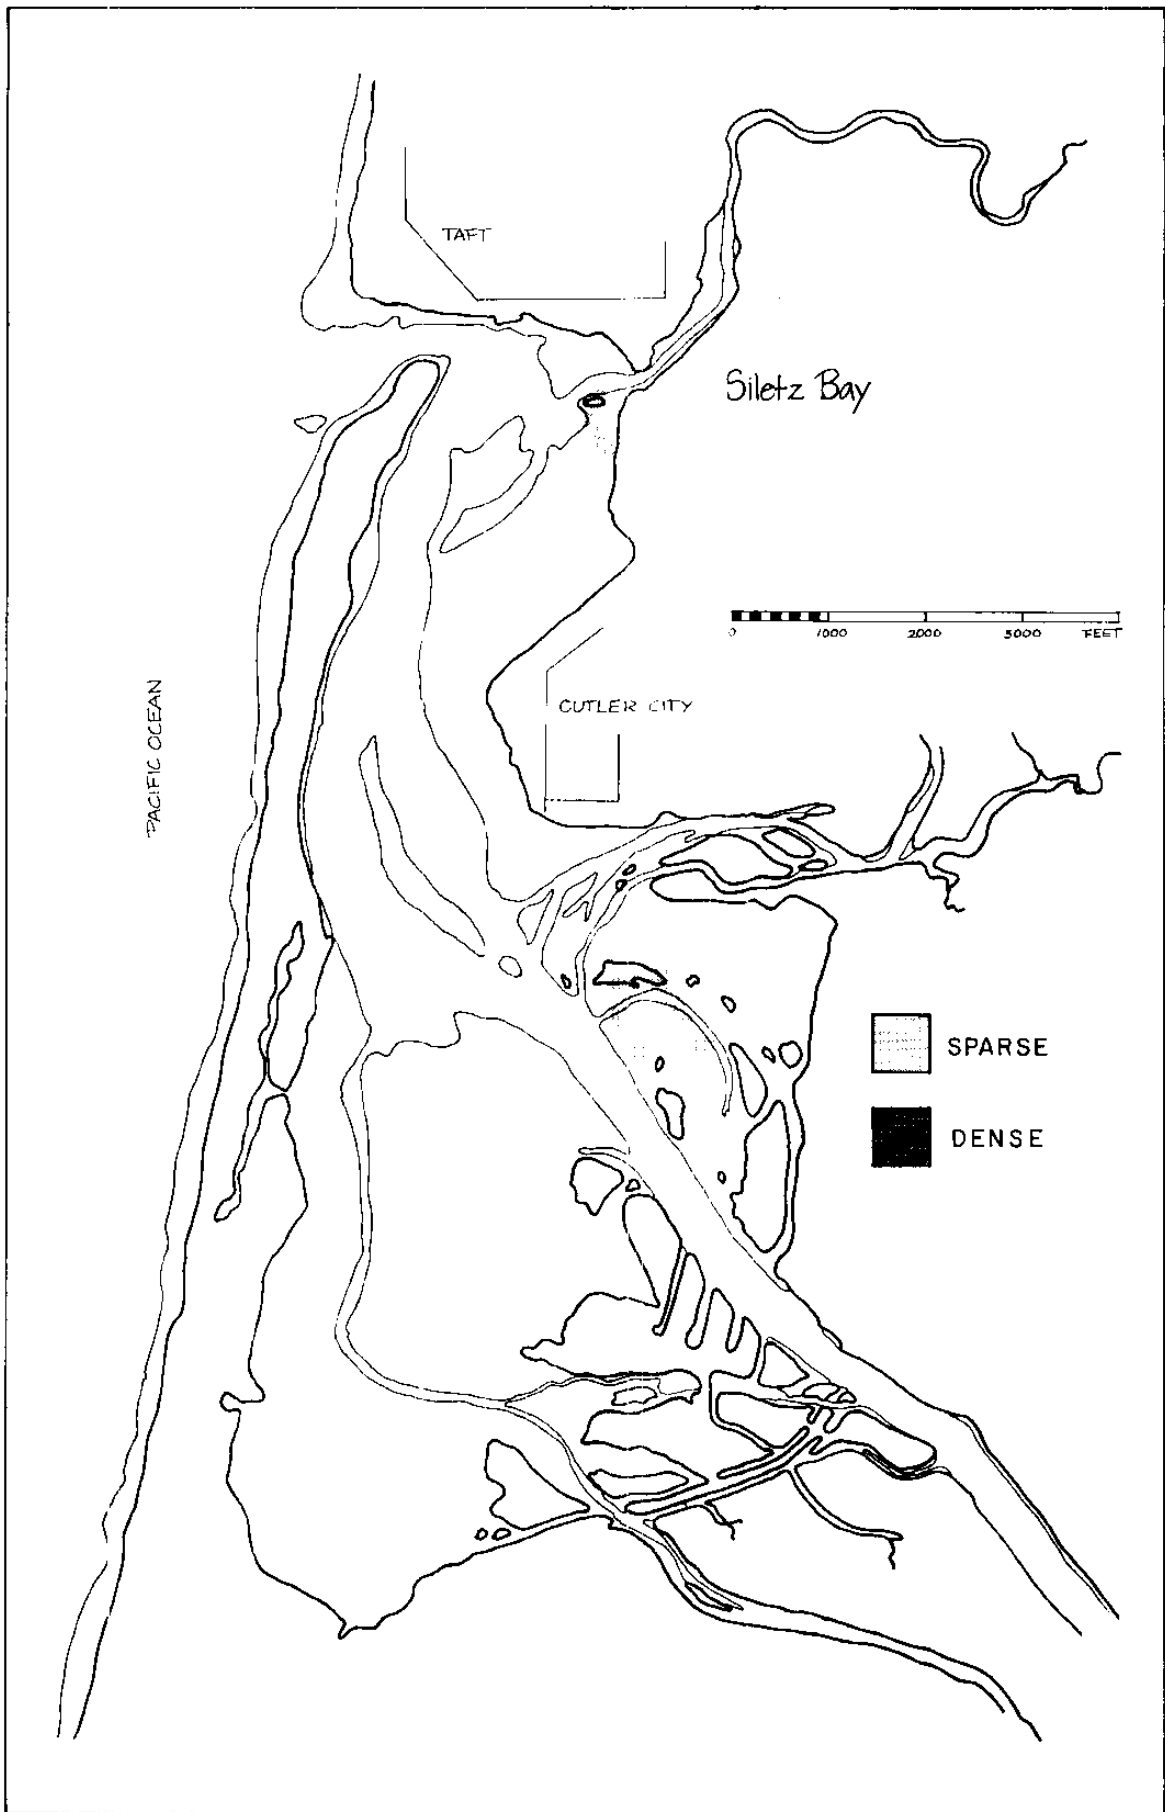 TAFT
Siletz Bay
0 1000 2000 3000 FEET
CUTLER CITY
PACIFIC OCEAN
SPARSE
DENSE